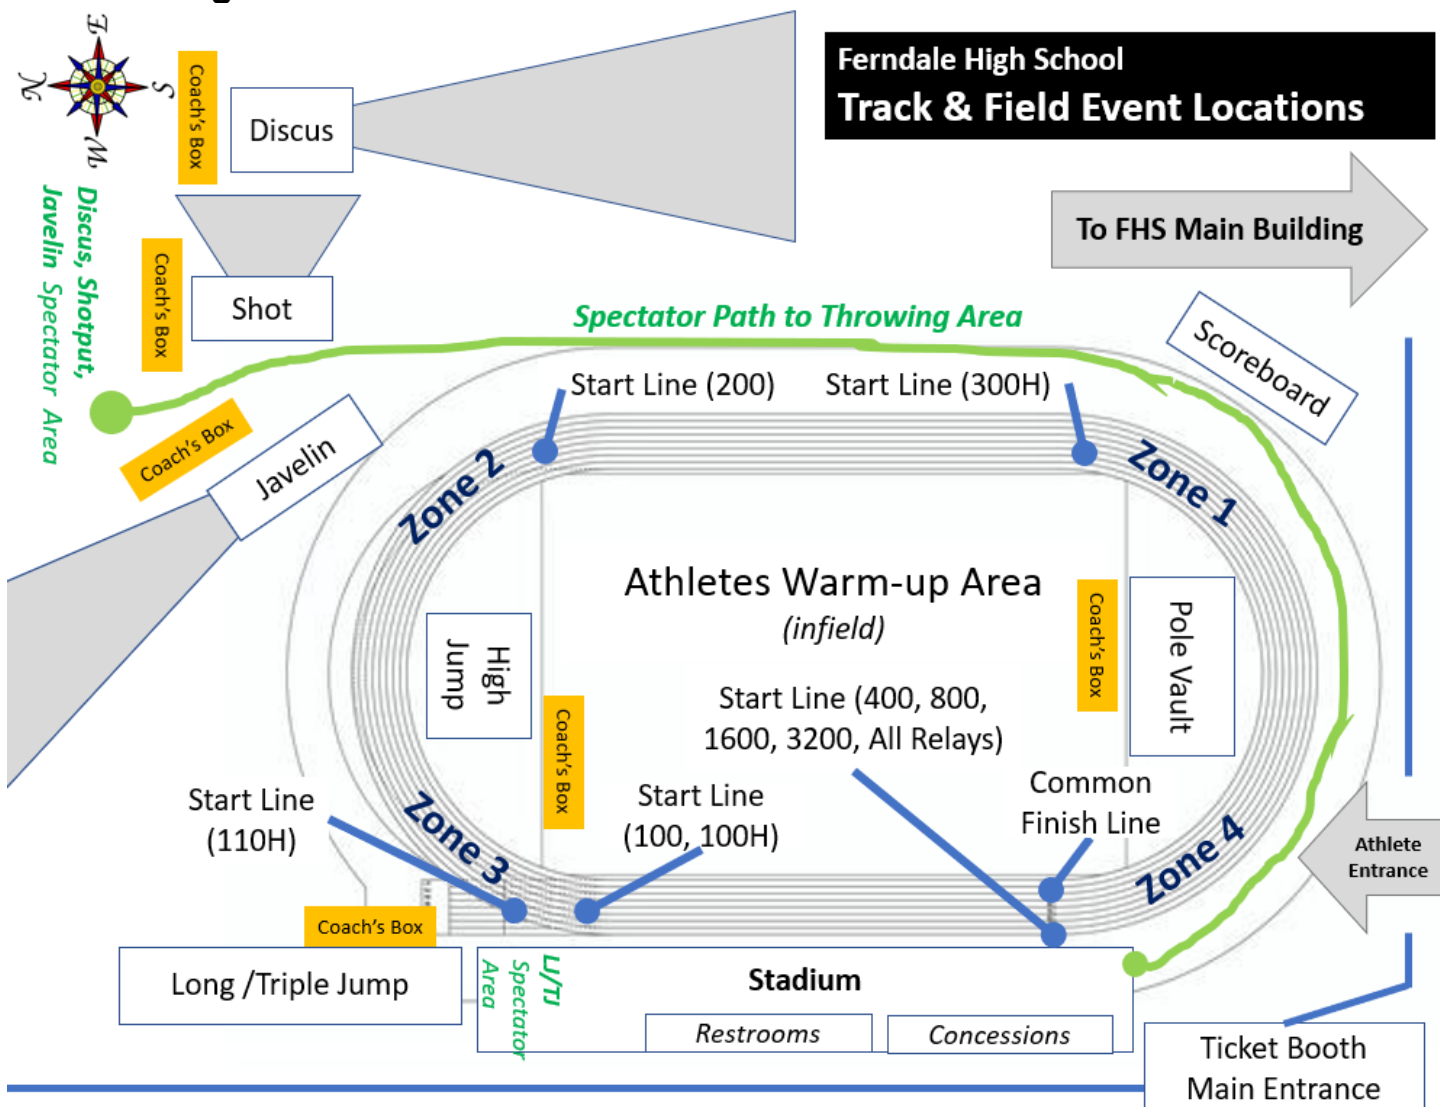 E
N
S
W
Coach's Box
Discus
Ferndale High School
Track & Field Event Locations
Discus, Shotput,
Javelin Spectator Area
Coach's Box
Shot
To FHS Main Building
Spectator Path to Throwing Area
Scoreboard
Start Line (200)
Start Line (300H)
Coach's Box
Javelin
Zone 2
Zone 1
Athletes Warm-up Area
(infield)
High
Jump
Coach's Box
Coach's Box
Pole Vault
Start Line (400, 800,
1600, 3200, All Relays)
Start Line
(110H)
Zone 3
Start Line
(100, 100H)
Common
Finish Line
Zone 4
Athlete
Entrance
Coach's Box
Long /Triple Jump
LJ/TJ
Spectator
Area
Stadium
Restrooms
Concessions
Ticket Booth
Main Entrance